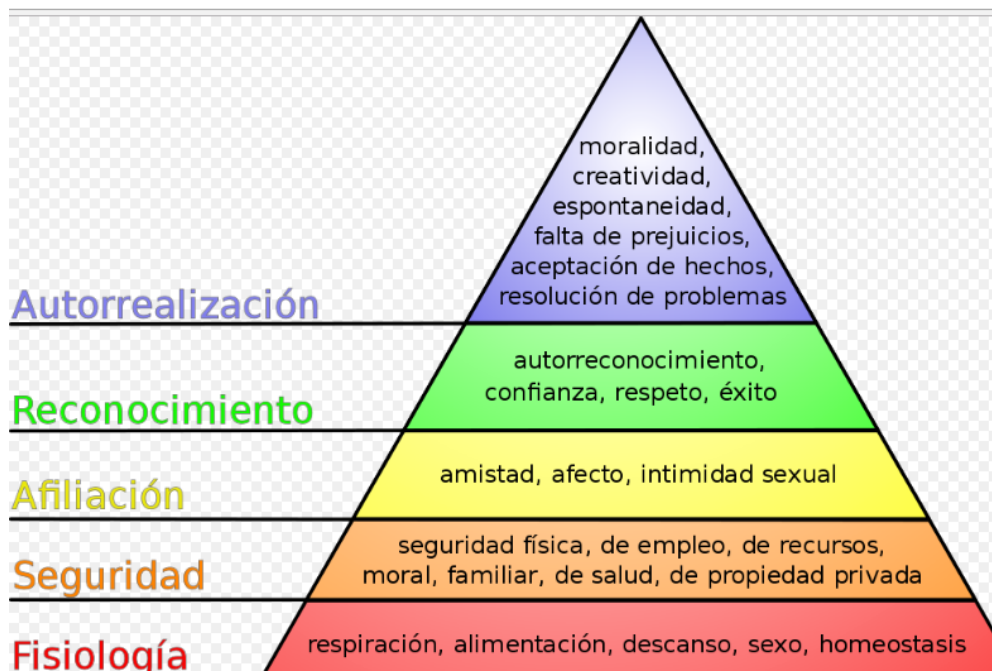 moralidad,
creatividad,
espontaneidad,
falta de prejuicios,
aceptación de hechos,
resolución de problemas
Autorrealización
autorreconocimiento,
confianza, respeto, éxito
Reconocimiento
amistad, afecto, intimidad sexual
Afiliación
seguridad física, de empleo, de recursos,
moral, familiar, de salud, de propiedad privada
Seguridad
respiración, alimentación, descanso, sexo, homeostasis
Fisiología